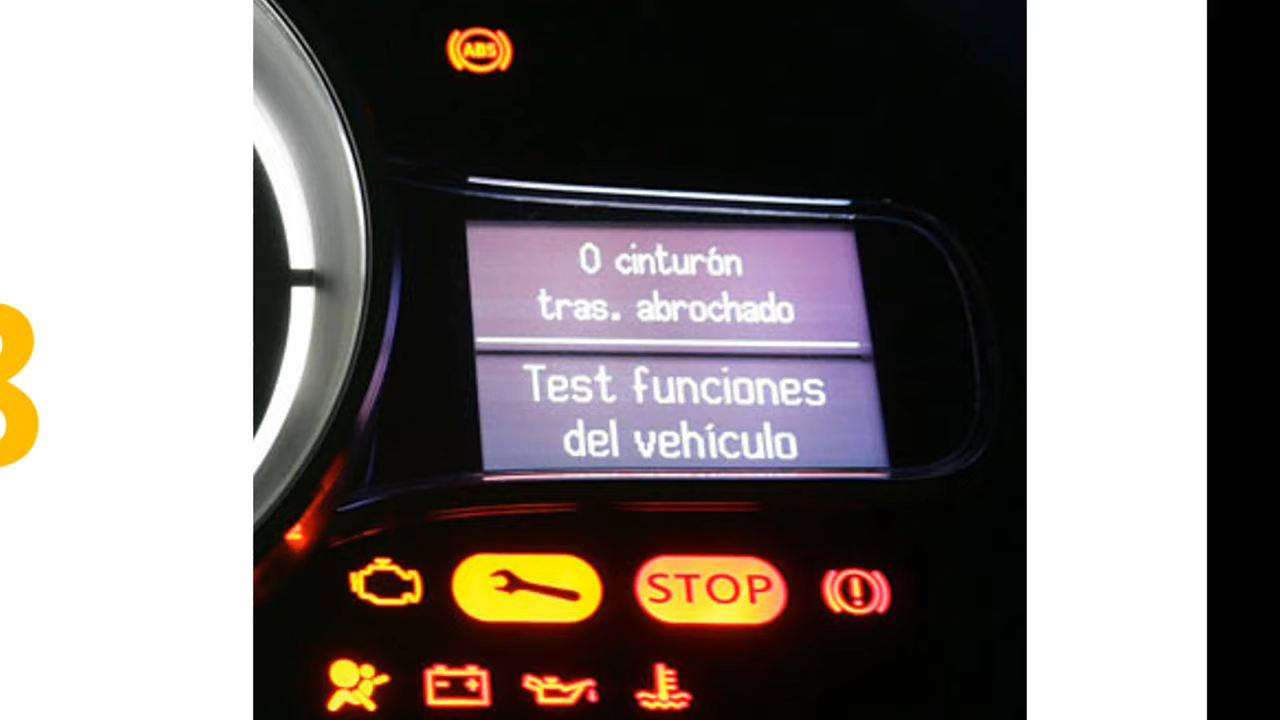 ABS
0 cinturón
tras. abrochado
Test funciones
del vehículo
STOP